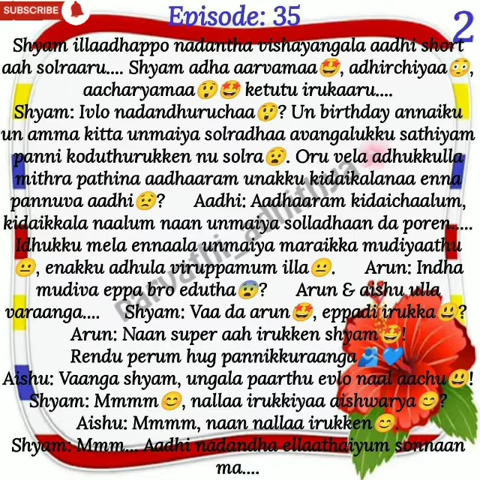 SUBSCRIBE
Episode: 35
2
Shyam illaadhappo nadantha vishayangala aadhi short
aah solraaru.... Shyam adha aarvamaa🤩, adhirchiyaa😳,
aacharyamaa😲🤩 ketutu irukaaru....
Shyam: Ivlo nadandhuruchaa😲? Un birthday annaiku
un amma kitta unmaiya solradhaa avangalukku sathiyam
panni koduthurukken nu solra😧. Oru vela adhukkulla
mithra pathina aadhaaram unakku kidaikalanaa enna
pannuva aadhi😟? Aadhi: Aadhaaram kidaichaalum,
kidaikkala naalum naan unmaiya solladhaan da poren.....
Idhukku mela ennaala unmaiya maraikka mudiyaathu
😐, enakku adhula viruppamum illa😐. Arun: Indha
mudiva eppa bro edutha😰? Arun & aishu ulla
varaanga.... Shyam: Vaa da arun🤩, eppadi irukka😃?
Arun: Naan super aah irukken shyam🤩!
Rendu perum hug pannikkuraanga🫂💙
Aishu: Vaanga shyam, ungala paarthu evlo naal aachu😃!
Shyam: Mmmm😊, nallaa irukkiyaa aishwarya😊?
Aishu: Mmmm, naan nallaa irukken😊
Shyam: Mmm... Aadhi nadandha ellaathaiyum sonnaan
ma....